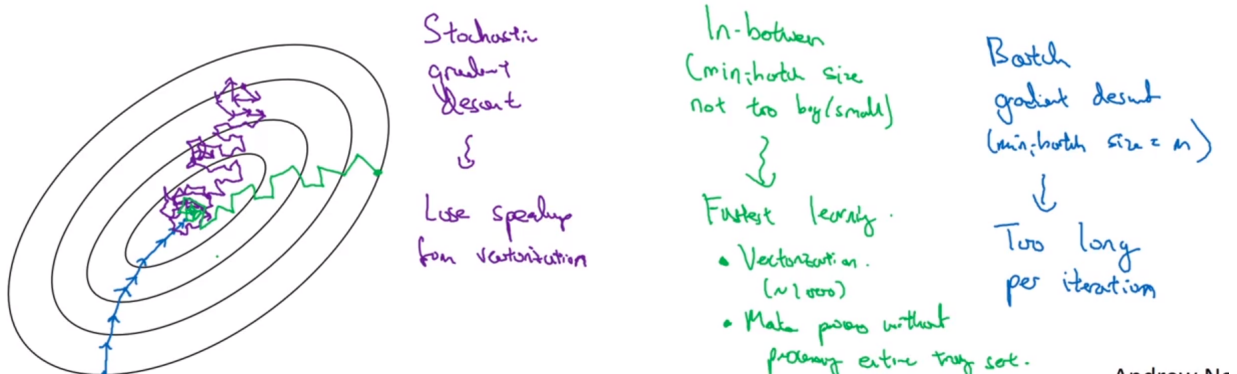 Stochastic
gradient
descent
Lose speedup
from vectorization
In-between
(mini-batch size
not too big/small)
Fastest learning.
• Vectorization.
(~1000)
• Make progress without
processing entire training set.
Batch
gradient descent
(mini-batch size = m)
Too long
per iteration
Andrew